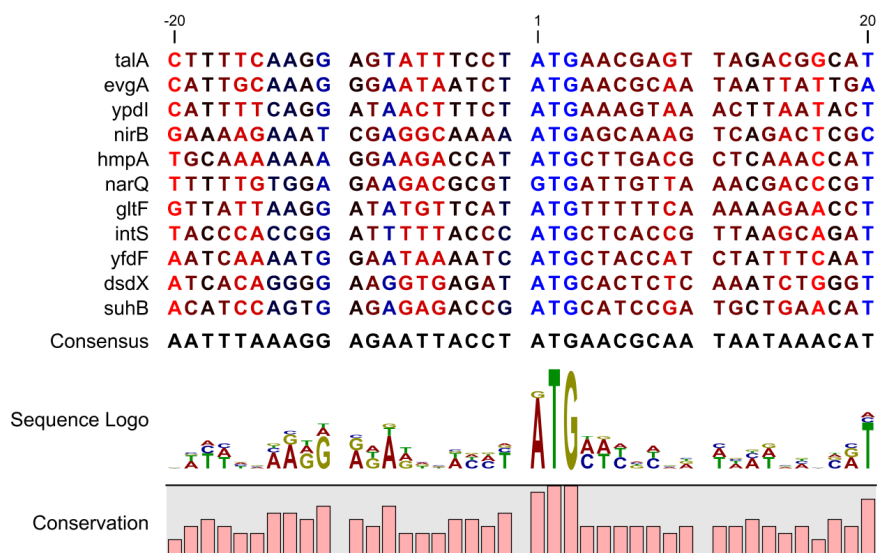 -20 1 20
talA CTTTTCAAGG AGTATTTCCT ATGAACGAGT TAGACGGCAT
evgA CATTGCAAAG GGAATAATCT ATGAACGCAA TAATTATTGA
ypdI CATTTTCAGG ATAACTTTCT ATGAAAGTAA ACTTAATACT
nirB GAAAAGAAAT CGAGGCAAAA ATGAGCAAAG TCAGACTCGC
hmpA TGCAAAAAAA GGAAGACCAT ATGCTTGACG CTCAAACCAT
narQ TTTTTGTGGA GAAGACGCGT GTGATTGTTA AACGACCCGT
gltF GTTATTAAGG ATATGTTCAT ATGTTTTTCA AAAAGAACCT
intS TACCCACCGG ATTTTTACCC ATGCTCACCG TTAAGCAGAT
yfdF AATCAAAATG GAATAAAATC ATGCTACCAT CTATTTCAAT
dsdX ATCACAGGGG AAGGTGAGAT ATGCACTCTC AAATCTGGGT
suhB ACATCCAGTG AGAGAGACCG ATGCATCCGA TGCTGAACAT
Consensus AATTTAAAGG AGAATTACCT ATGAACGCAA TAATAAACAT
Sequence Logo
Conservation